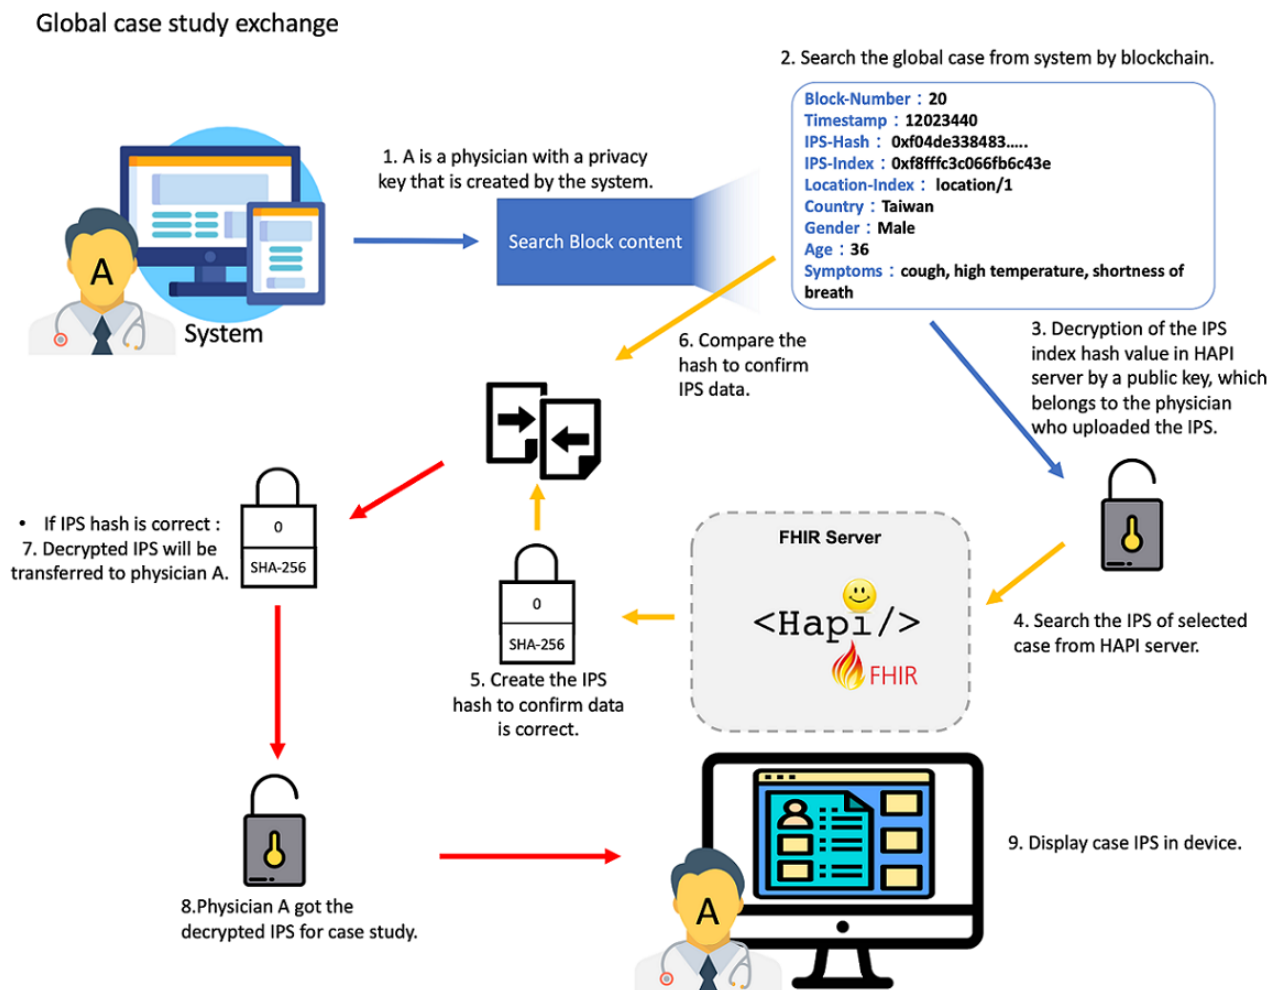 Global case study exchange
2. Search the global case from system by blockchain.
Block-Number : 20
Timestamp : 12023440
IPS-Hash : 0xf04de338483.....
IPS-Index : 0xf8fffc3c066fb6c43e
Location-Index : location/1
Country : Taiwan
Gender : Male
Age : 36
Symptoms : cough, high temperature, shortness of
breath
1. A is a physician with a privacy
key that is created by the system.
Search Block content
A
System
3. Decryption of the IPS
index hash value in HAPI
server by a public key, which
belongs to the physician
who uploaded the IPS.
6. Compare the
hash to confirm
IPS data.
• If IPS hash is correct :
7. Decrypted IPS will be
transferred to physician A.
0
SHA-256
FHIR Server
<Hapi/>
FHIR
4. Search the IPS of selected
case from HAPI server.
0
SHA-256
5. Create the IPS
hash to confirm data
is correct.
8.Physician A got the
decrypted IPS for case study.
9. Display case IPS in device.
A